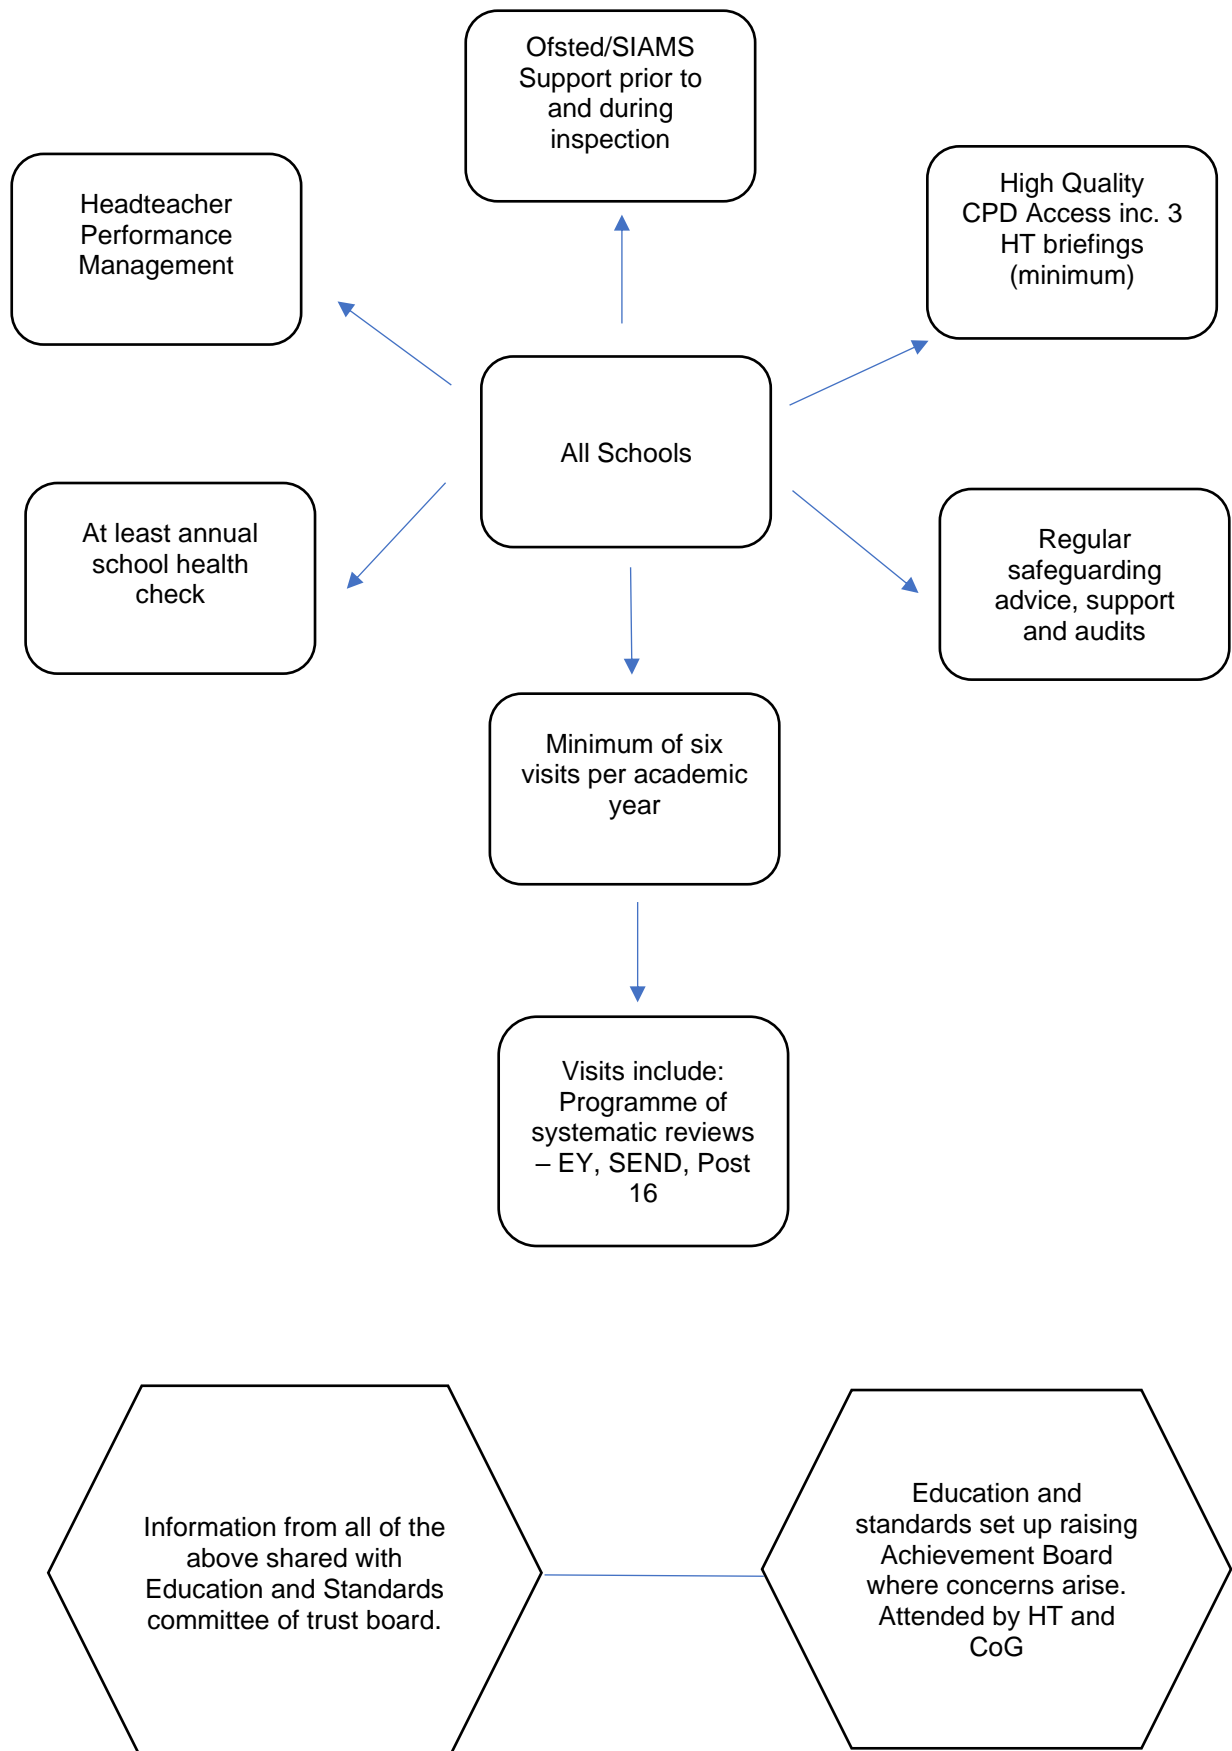 Ofsted/SIAMS
Support prior to
and during
inspection
Headteacher
Performance
Management
High Quality
CPD Access inc. 3
HT briefings
(minimum)
All Schools
At least annual
school health
check
Regular
safeguarding
advice, support
and audits
Minimum of six
visits per academic
year
Visits include:
Programme of
systematic reviews
– EY, SEND, Post
16
Information from all of the
above shared with
Education and Standards
committee of trust board.
Education and
standards set up raising
Achievement Board
where concerns arise.
Attended by HT and
CoG